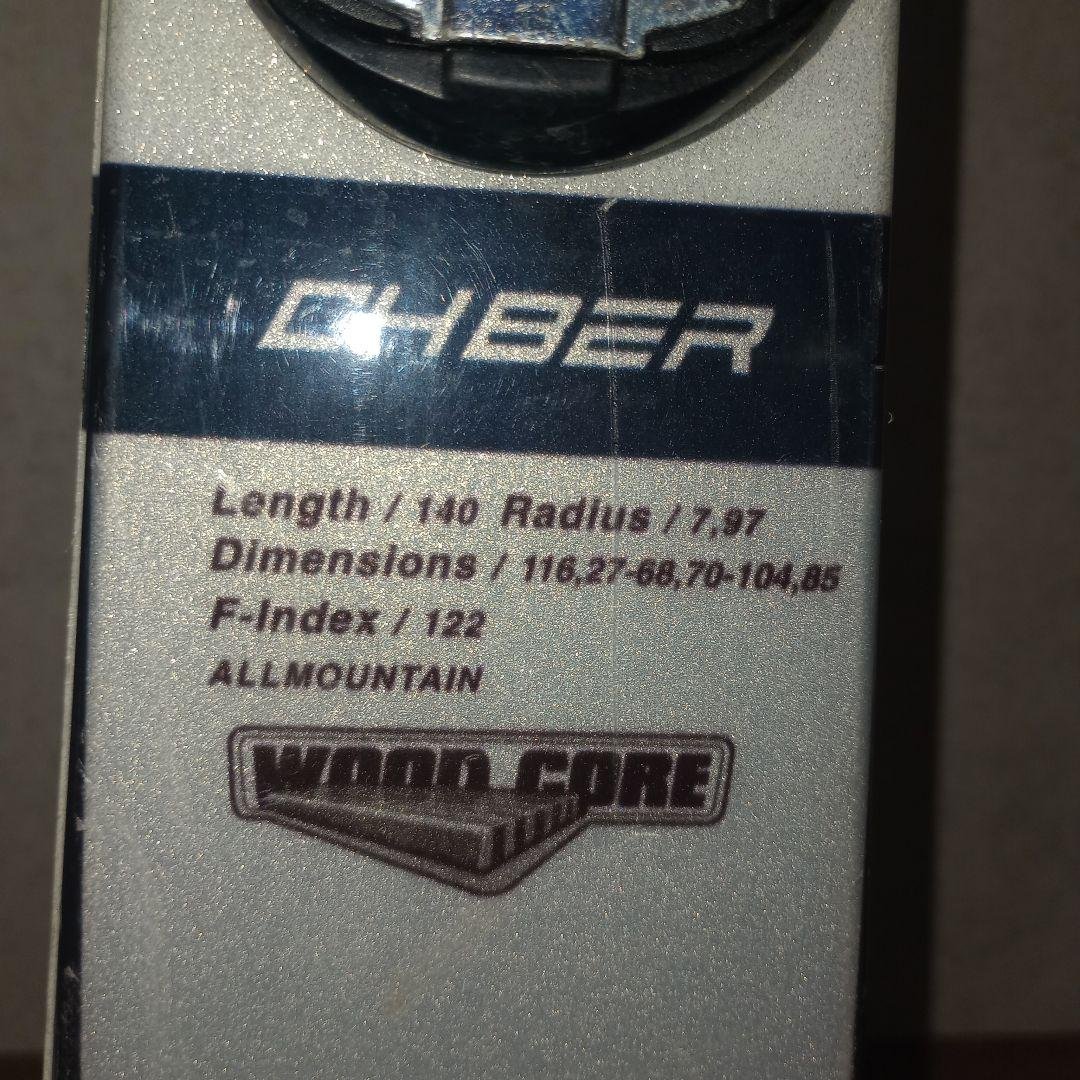 CHBER
Length / 140 Radius / 7,97
Dimensions / 116,27-68,70-104,85
F-Index / 122
ALLMOUNTAIN
WOOD CORE